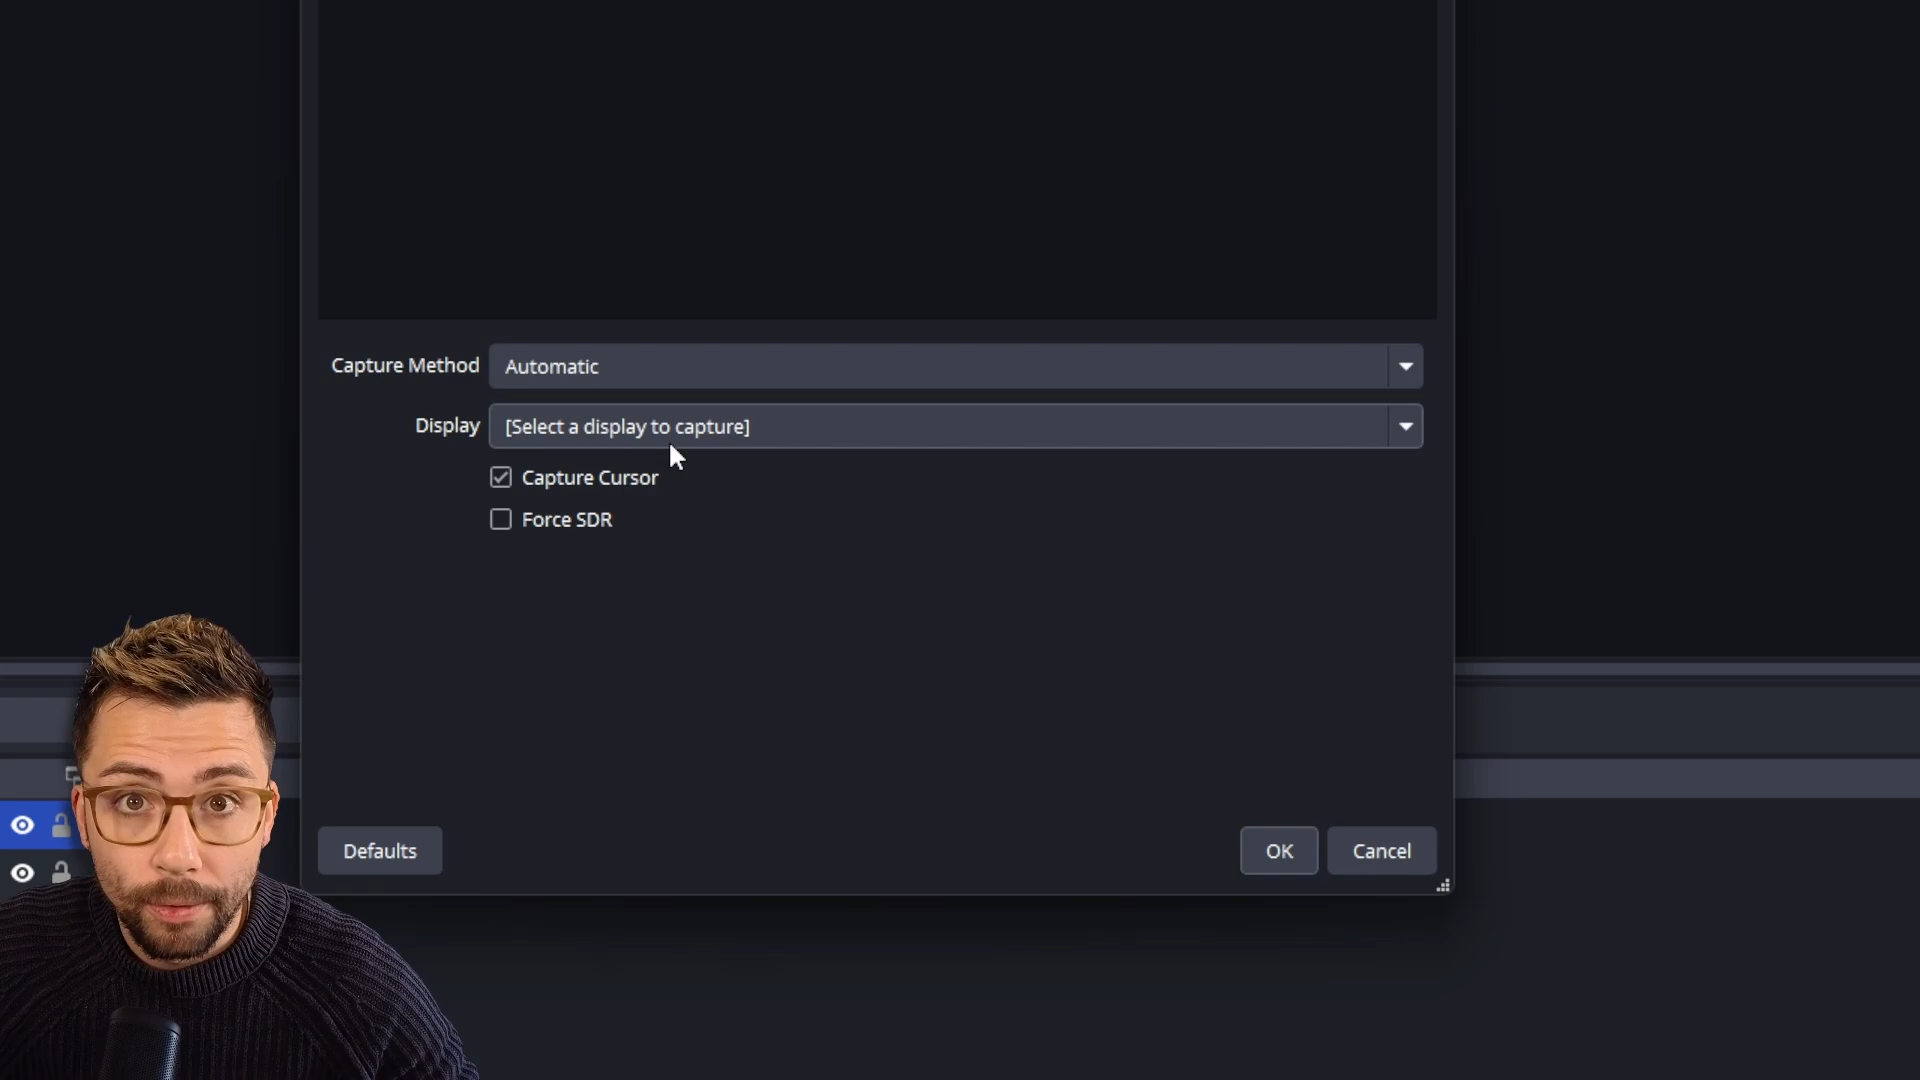 Capture Method Automatic
Display [Select a display to capture]
Capture Cursor
Force SDR
Defaults OK Cancel